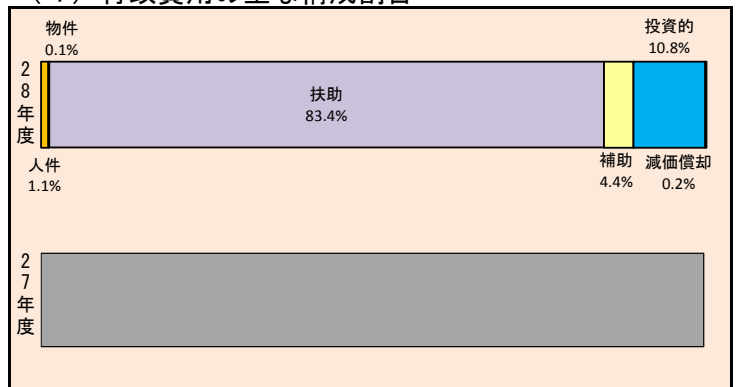 物件
0.1%
投資的
10.8%
28年度
扶助
83.4%
人件
1.1%
補助
4.4%
減価償却
0.2%
27年度